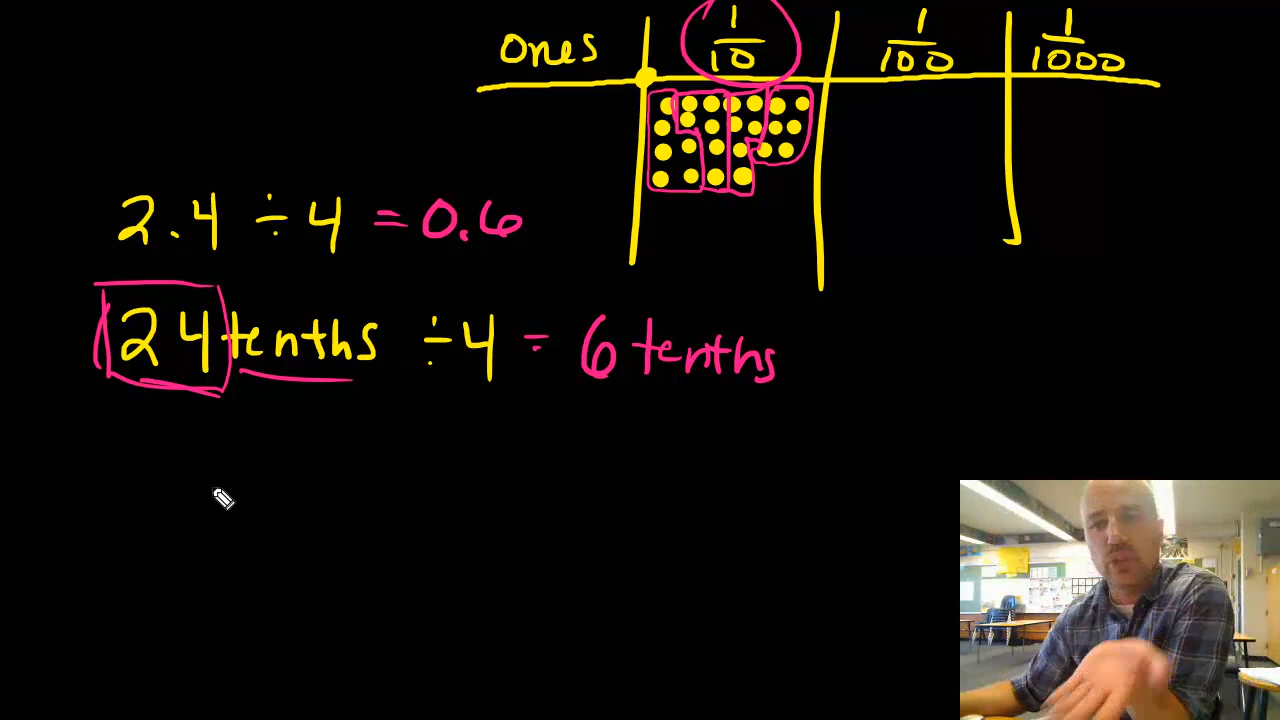 Ones 1/10 1/100 1/1000
2.4 ÷ 4 = 0.6
24 tenths ÷ 4 = 6 tenths